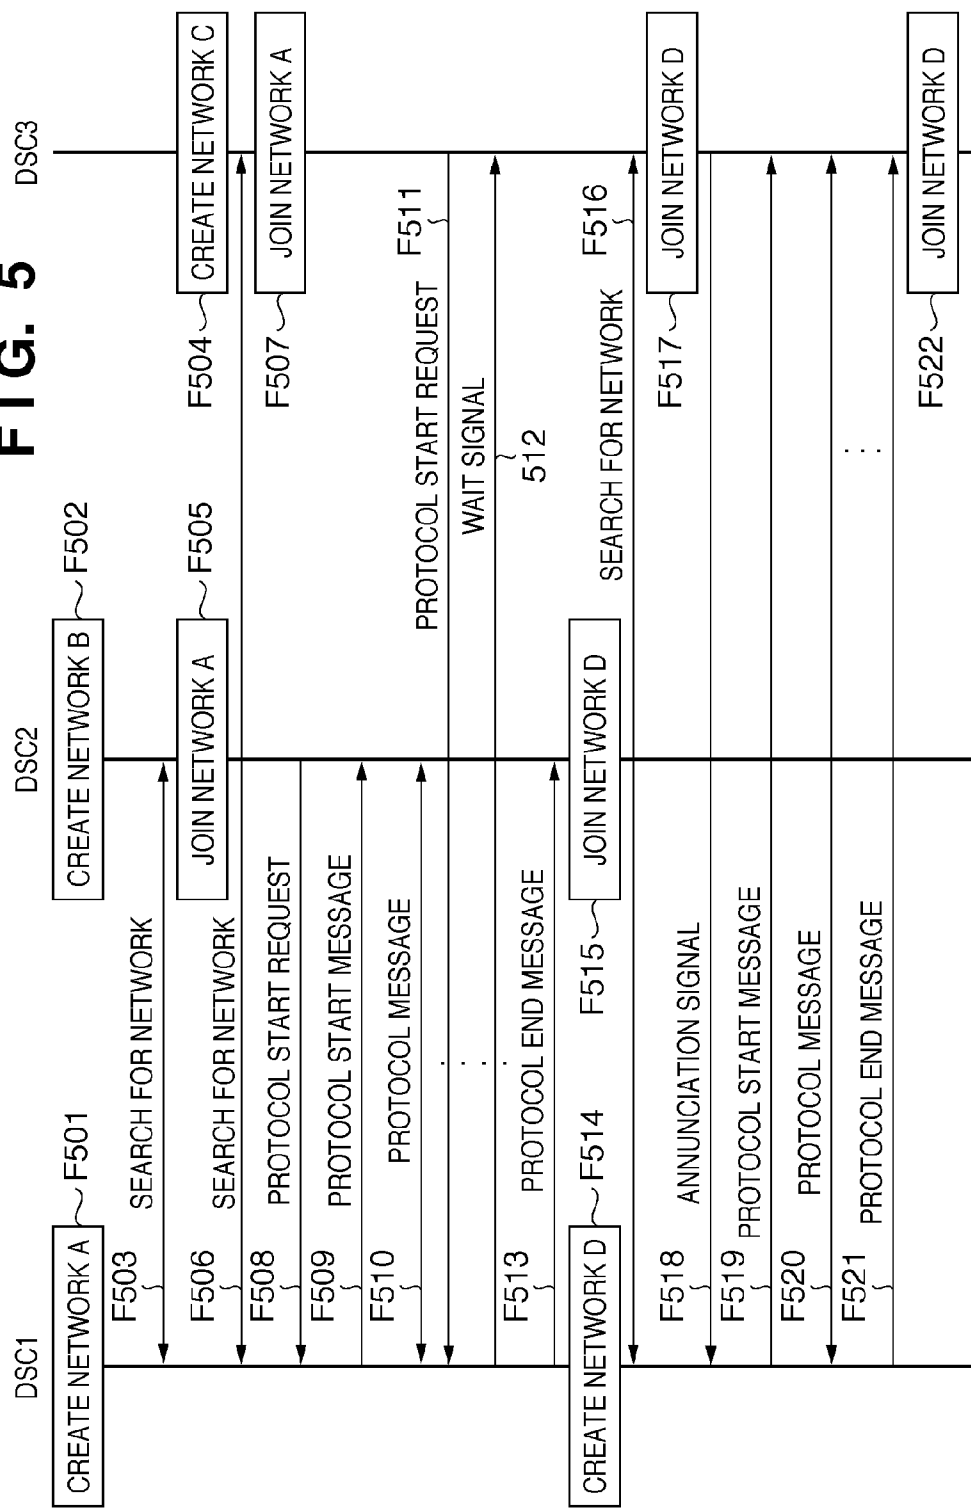 FIG. 5
DSC1
DSC2
DSC3
CREATE NETWORK A
F501
CREATE NETWORK B
F502
F503
SEARCH FOR NETWORK
F504
CREATE NETWORK C
JOIN NETWORK A
F505
F506
SEARCH FOR NETWORK
F507
JOIN NETWORK A
F508
PROTOCOL START REQUEST
F509
PROTOCOL START MESSAGE
F510
PROTOCOL MESSAGE
PROTOCOL START REQUEST
F511
WAIT SIGNAL
512
. . . . .
F513
PROTOCOL END MESSAGE
CREATE NETWORK D
F514
F515
JOIN NETWORK D
SEARCH FOR NETWORK
F516
F517
JOIN NETWORK D
F518
ANNUNCIATION SIGNAL
F519
PROTOCOL START MESSAGE
F520
PROTOCOL MESSAGE
. . .
F521
PROTOCOL END MESSAGE
F522
JOIN NETWORK D